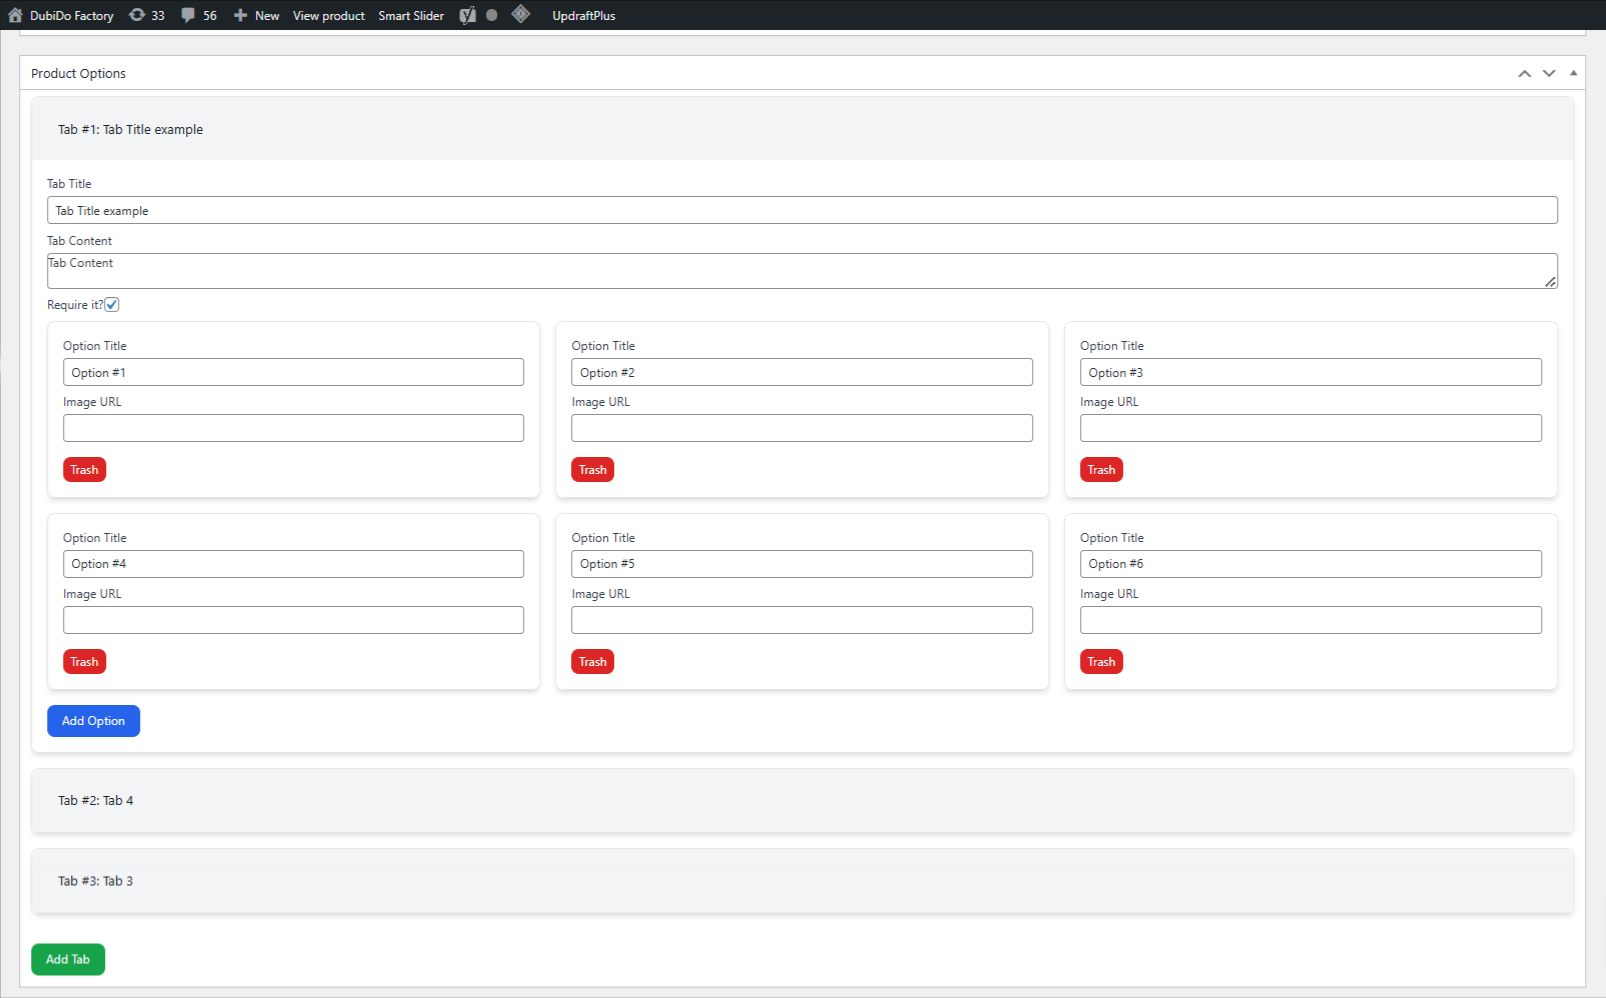 DubiDo Factory 33 56 New View product Smart Slider UpdraftPlus
Product Options
Tab #1: Tab Title example
Tab Title
Tab Title example
Tab Content
Tab Content
Require it?
Option Title Option Title Option Title
Option #1 Option #2 Option #3
Image URL Image URL Image URL
Trash Trash Trash
Option Title Option Title Option Title
Option #4 Option #5 Option #6
Image URL Image URL Image URL
Trash Trash Trash
Add Option
Tab #2: Tab 4
Tab #3: Tab 3
Add Tab